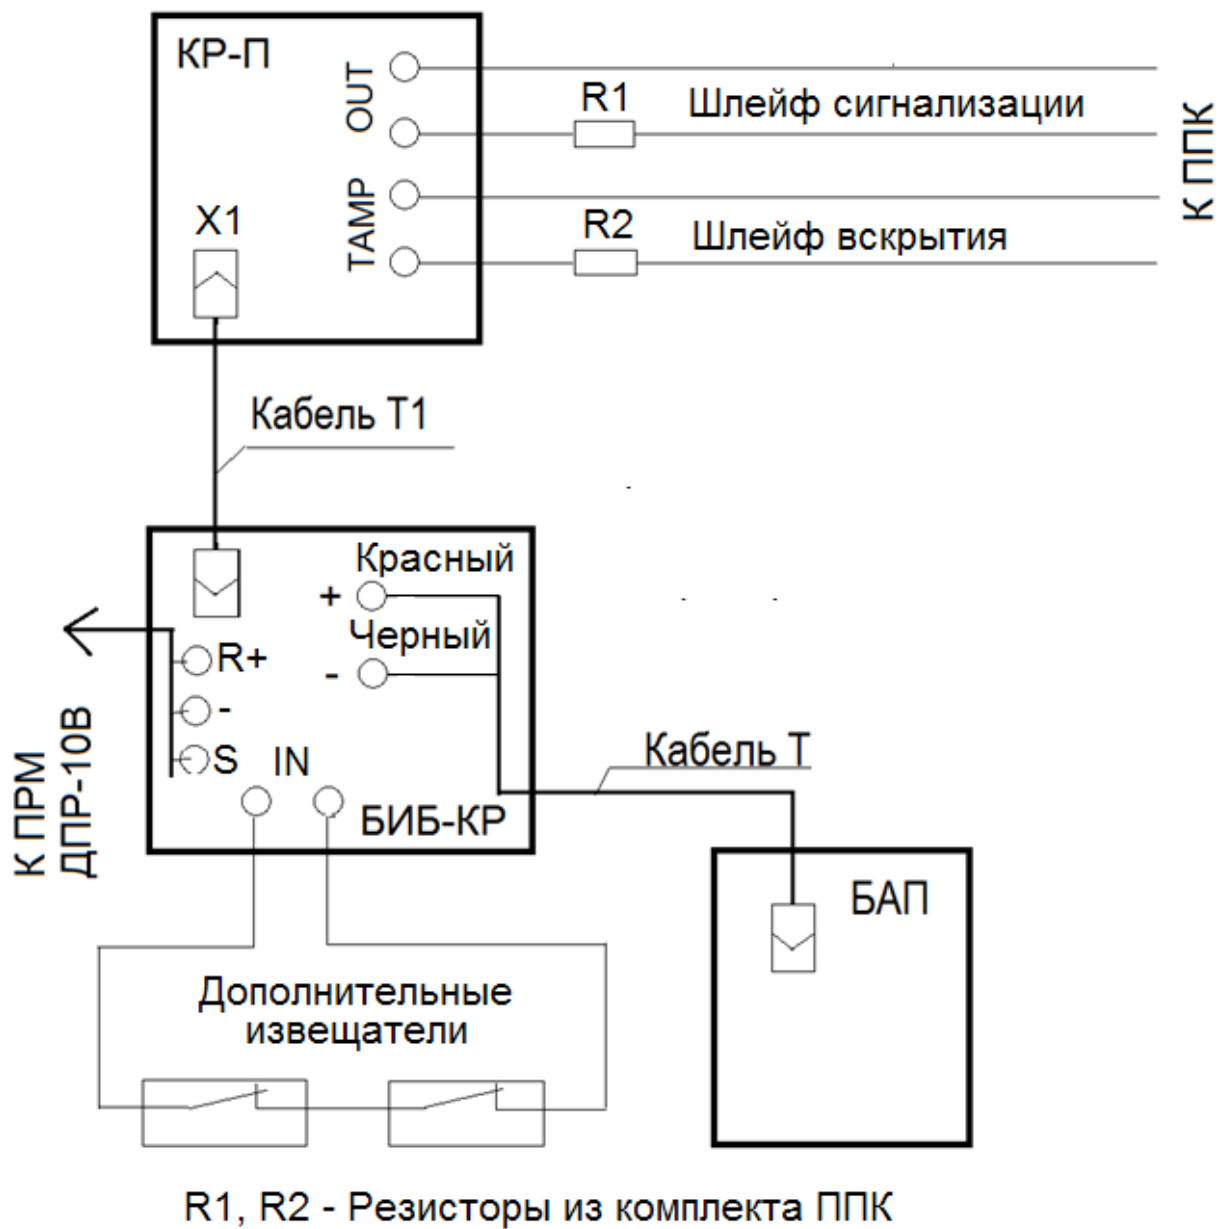 КР-П
OUT
R1
Шлейф сигнализации
К ППК
TAMP
X1
R2
Шлейф вскрытия
Кабель Т1
Красный
+
Черный
-
R+
-
S
IN
К ПРМ
ДПР-10В
БИБ-КР
Кабель Т
БАП
Дополнительные
извещатели
R1, R2 - Резисторы из комплекта ППК